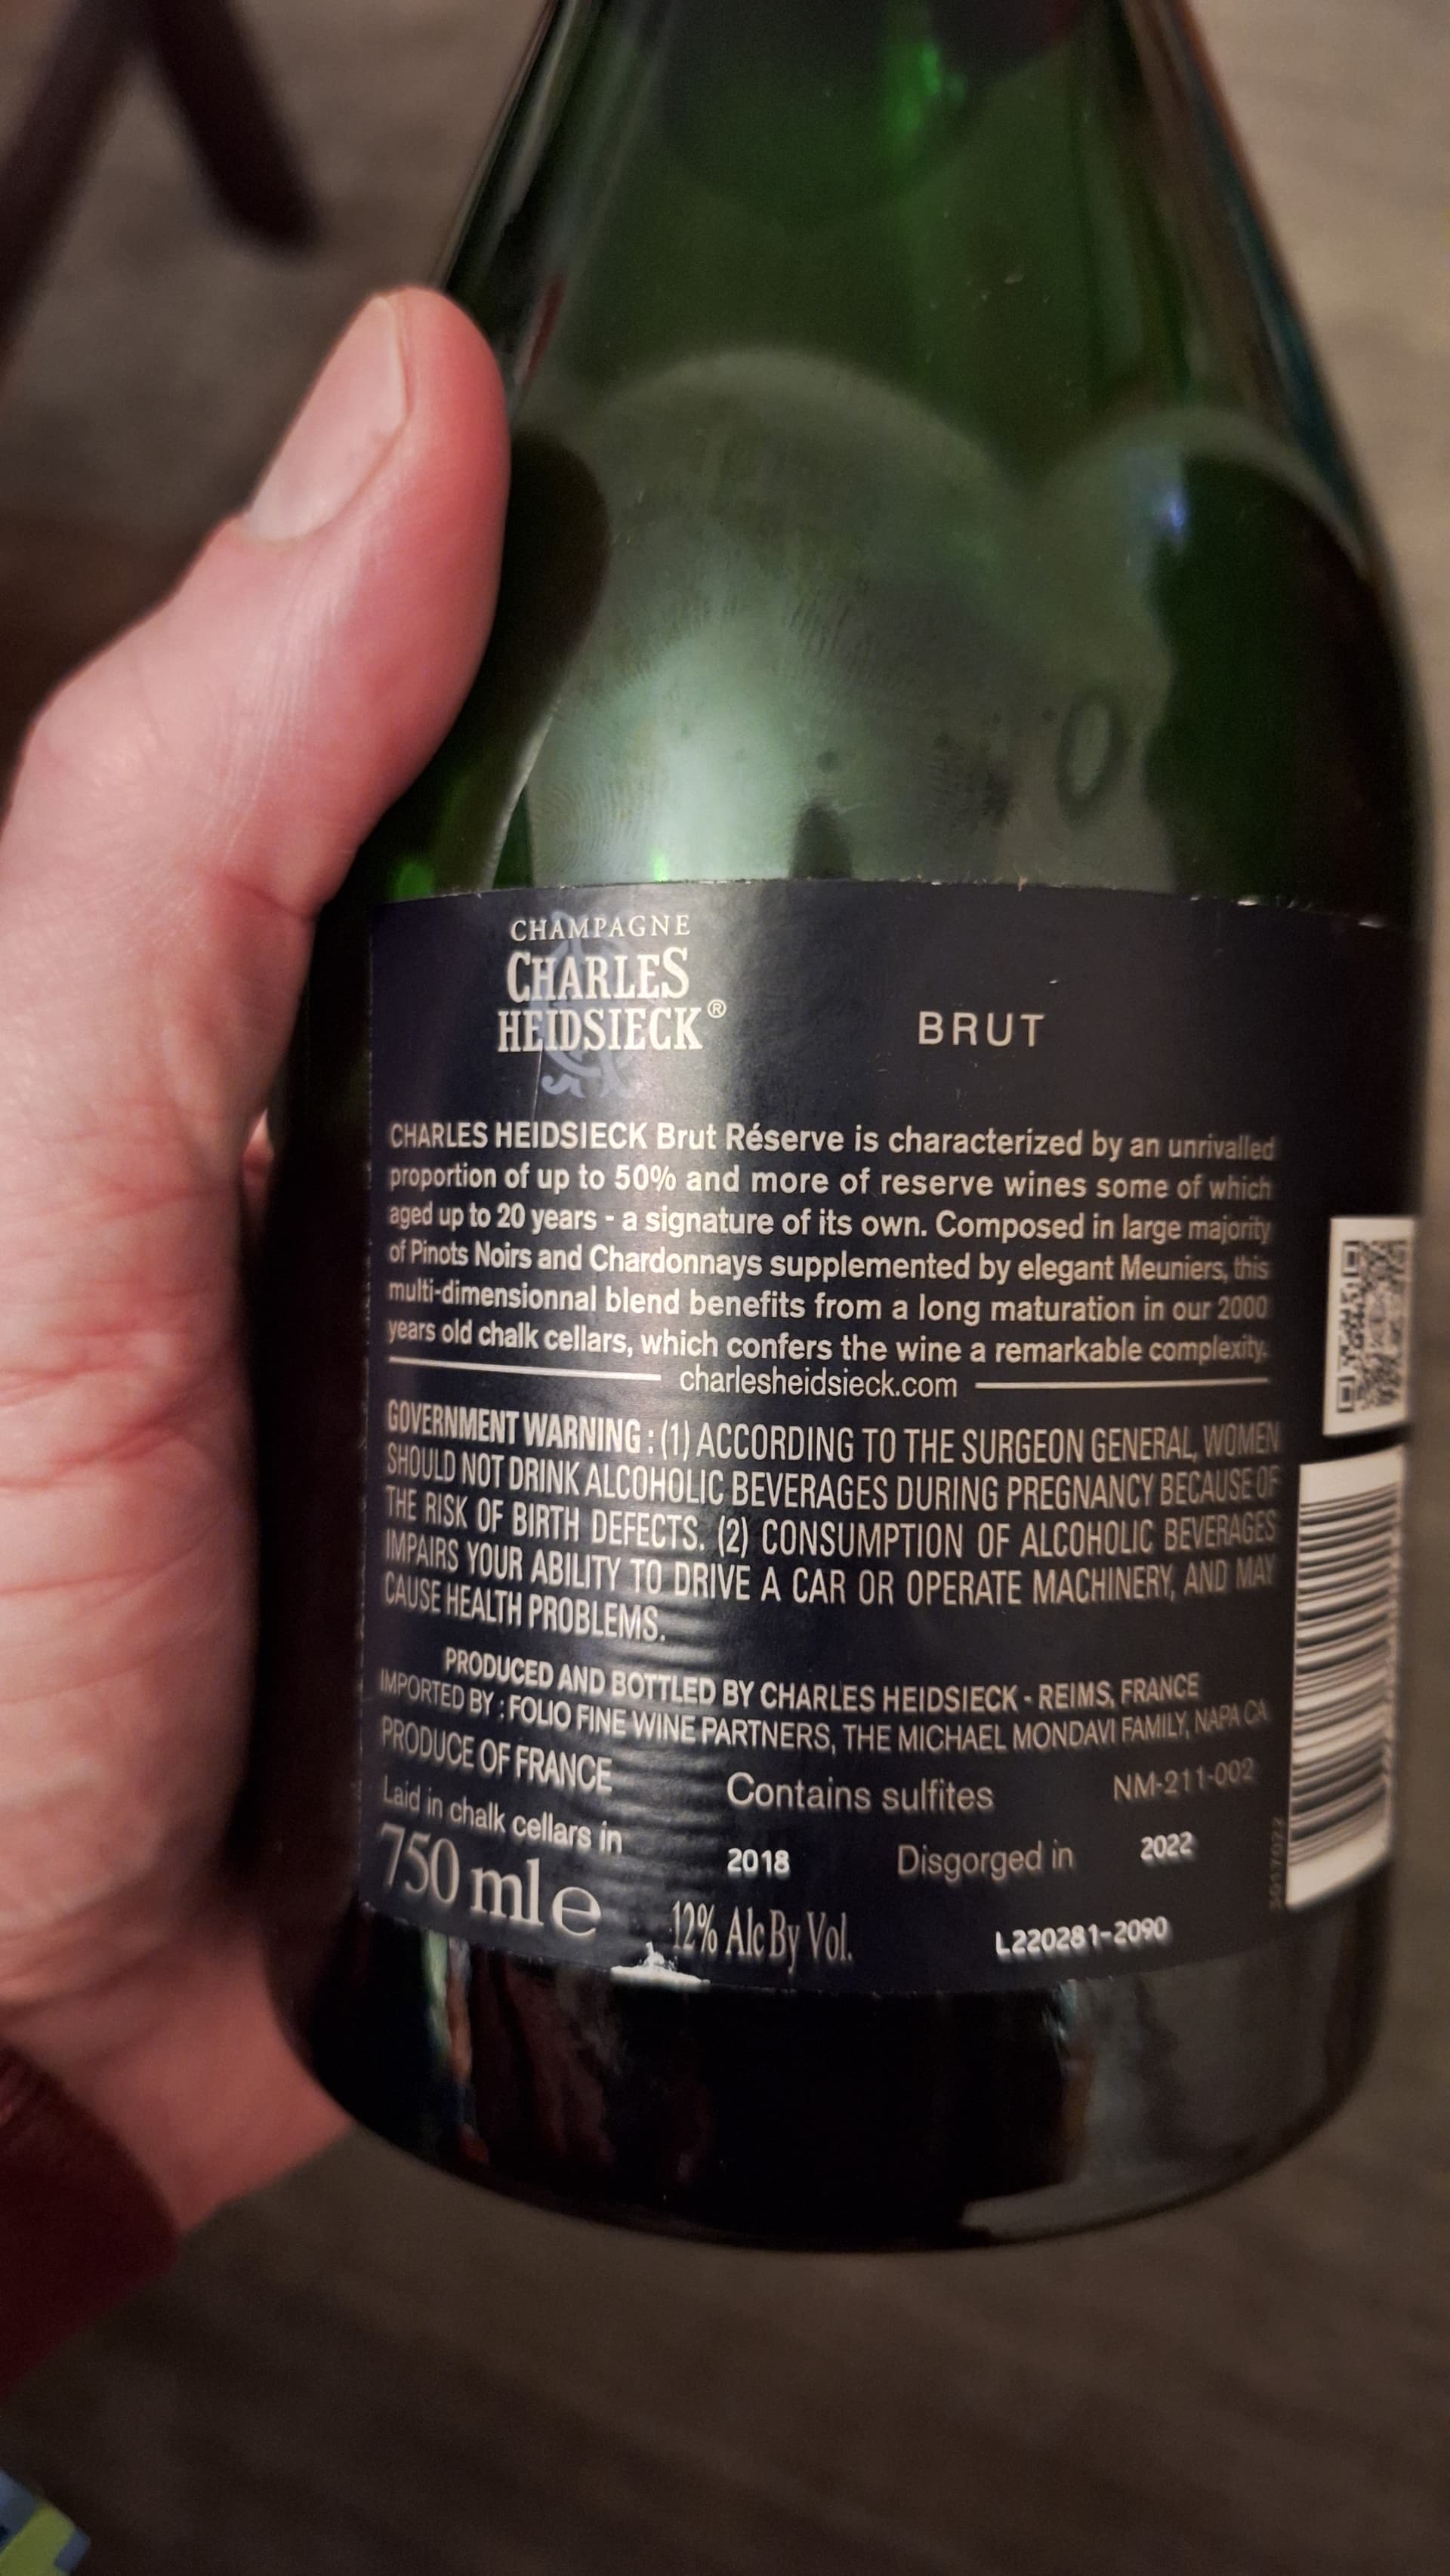 CHAMPAGNE
CHARLES
HEIDSIECK®
BRUT
CHARLES HEIDSIECK Brut Réserve is characterized by an unrivalled
proportion of up to 50% and more of reserve wines some of which
aged up to 20 years - a signature of its own. Composed in large majority
of Pinots Noirs and Chardonnays supplemented by elegant Meuniers, this
multi-dimensionnal blend benefits from a long maturation in our 2000
years old chalk cellars, which confers the wine a remarkable complexity.
charlesheidsieck.com
GOVERNMENT WARNING : (1) ACCORDING TO THE SURGEON GENERAL, WOMEN
SHOULD NOT DRINK ALCOHOLIC BEVERAGES DURING PREGNANCY BECAUSE OF
THE RISK OF BIRTH DEFECTS. (2) CONSUMPTION OF ALCOHOLIC BEVERAGES
IMPAIRS YOUR ABILITY TO DRIVE A CAR OR OPERATE MACHINERY, AND MAY
CAUSE HEALTH PROBLEMS.
PRODUCED AND BOTTLED BY CHARLES HEIDSIECK - REIMS, FRANCE
IMPORTED BY : FOLIO FINE WINE PARTNERS, THE MICHAEL MONDAVI FAMILY, NAPA CA
PRODUCE OF FRANCE Contains sulfites NM-211-002
Laid in chalk cellars in 2018 Disgorged in 2022
750 ml e 12% Alc By Vol. L220281-2090